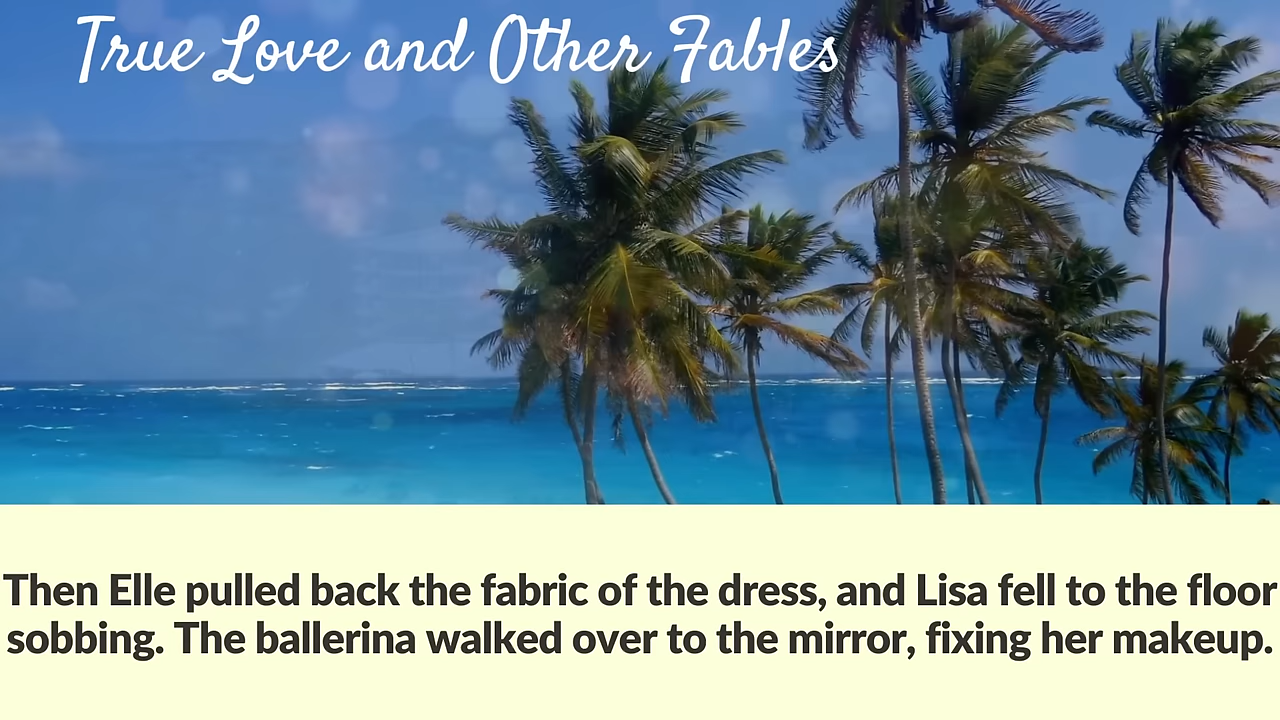 True Love and Other Fables
Then Elle pulled back the fabric of the dress, and Lisa fell to the floor
sobbing. The ballerina walked over to the mirror, fixing her makeup.